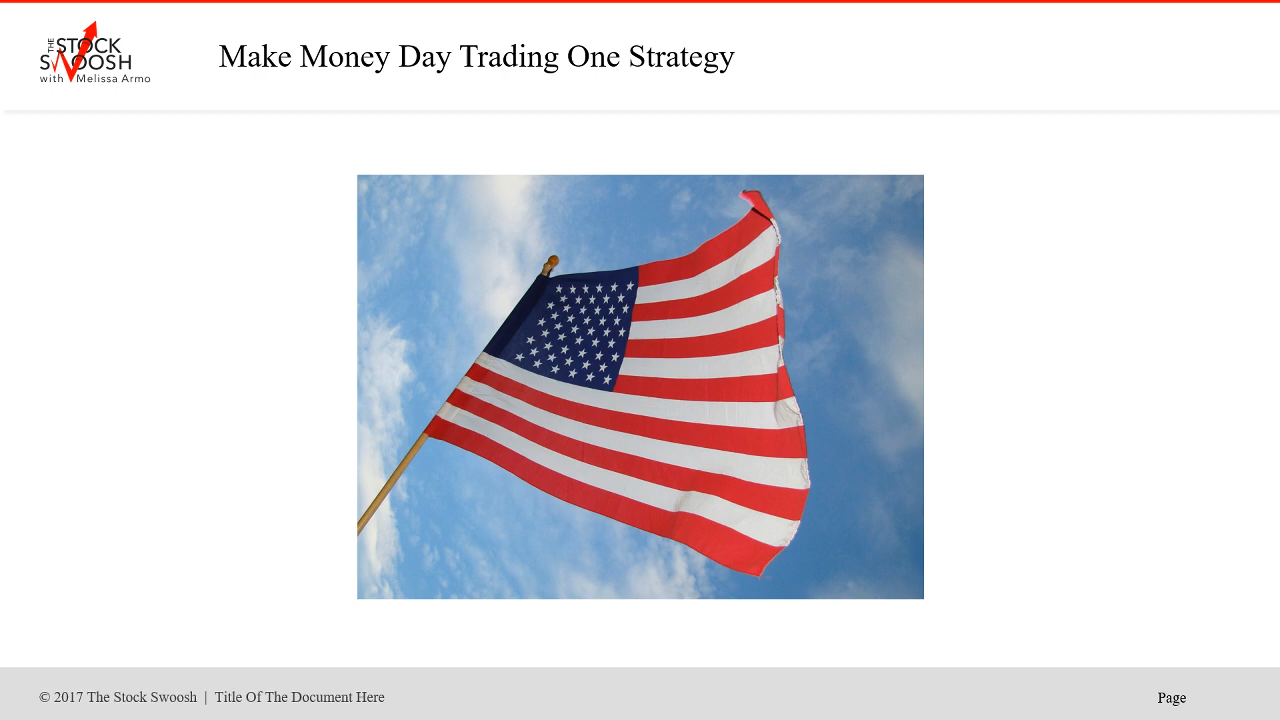 THE STOCK
SWOOSH
with Melissa Armo
Make Money Day Trading One Strategy
© 2017 The Stock Swoosh | Title Of The Document Here
Page